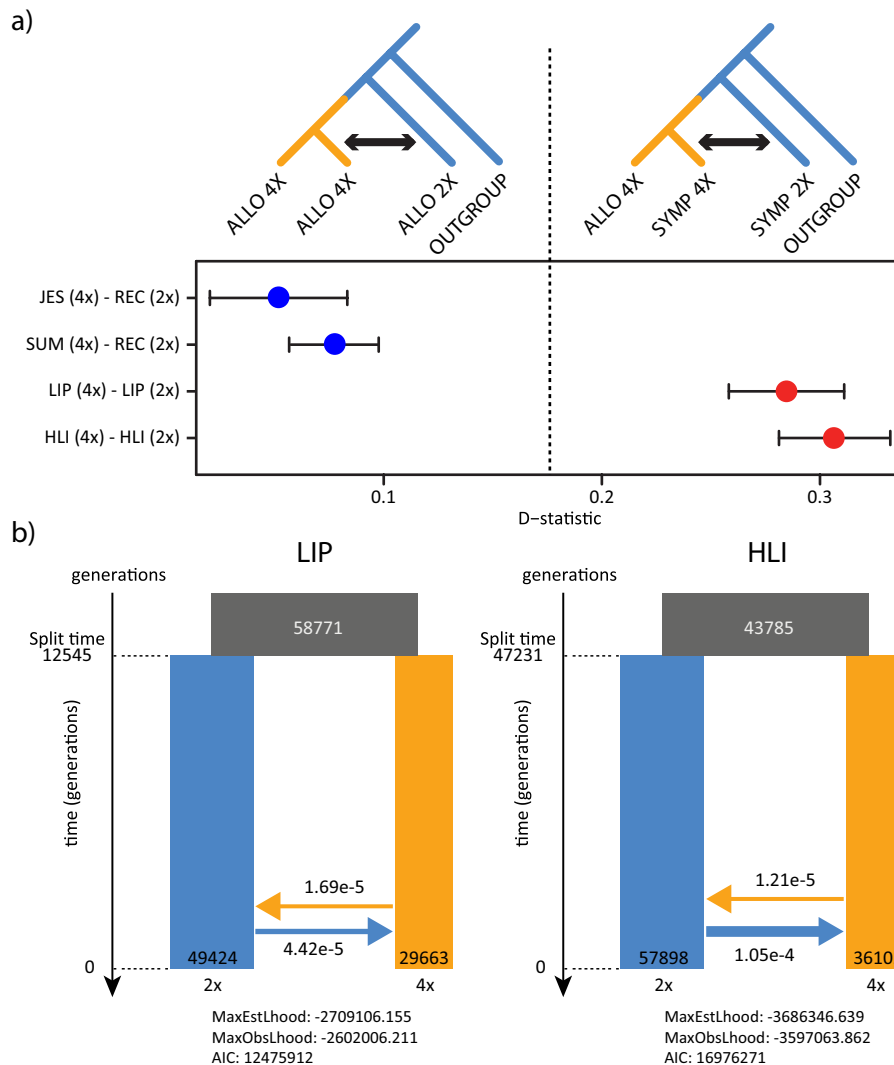 a)
ALLO 4X
ALLO 4X
ALLO 2X
OUTGROUP
ALLO 4X
SYMP 4X
SYMP 2X
OUTGROUP
JES (4x) - REC (2x)
SUM (4x) - REC (2x)
LIP (4x) - LIP (2x)
HLI (4x) - HLI (2x)
0.1
0.2
0.3
D−statistic
b)
LIP
generations
58771
Split time
12545
time (generations)
1.69e-5
4.42e-5
49424
29663
0
2x
4x
MaxEstLhood: -2709106.155
MaxObsLhood: -2602006.211
AIC: 12475912
HLI
generations
43785
Split time
47231
time (generations)
1.21e-5
1.05e-4
57898
3610
0
2x
4x
MaxEstLhood: -3686346.639
MaxObsLhood: -3597063.862
AIC: 16976271